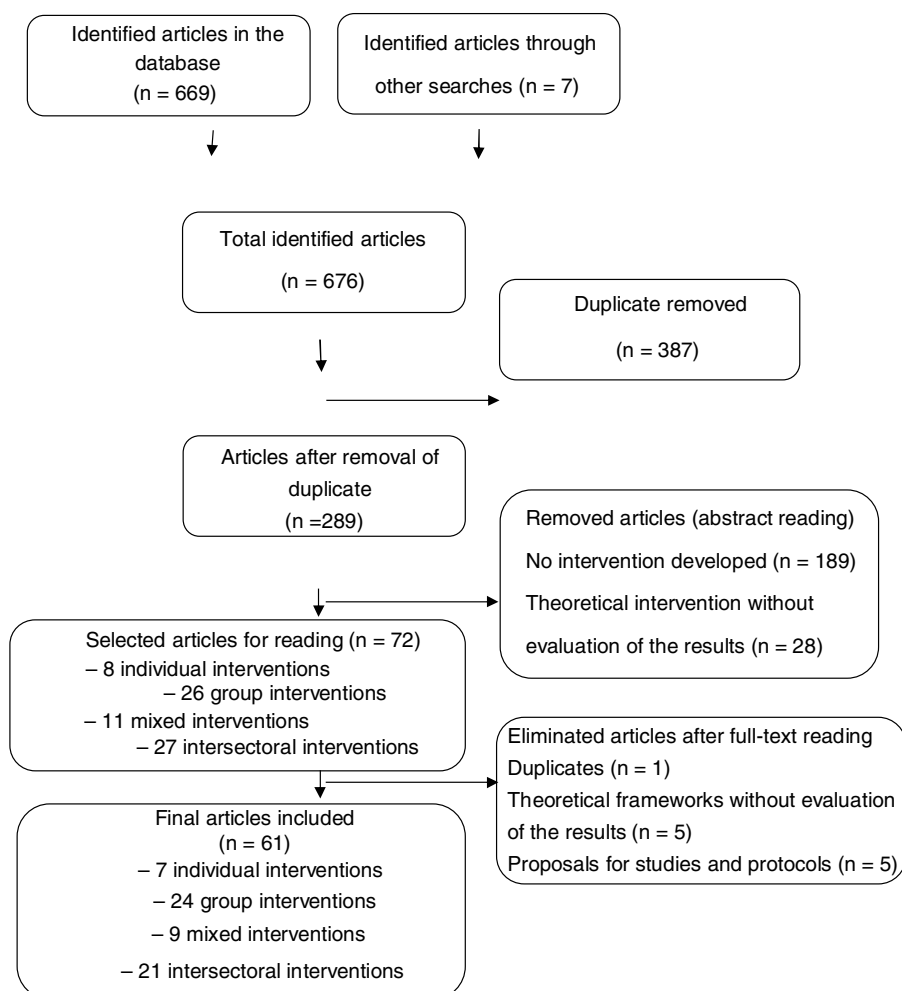 Identified articles in the
database
(n = 669)
Identified articles through
other searches (n = 7)
Total identified articles
(n = 676)
Duplicate removed
(n = 387)
Articles after removal of
duplicate
(n =289)
Removed articles (abstract reading)
No intervention developed (n = 189)
Theoretical intervention without
evaluation of the results (n = 28)
Selected articles for reading (n = 72)
– 8 individual interventions
– 26 group interventions
– 11 mixed interventions
– 27 intersectoral interventions
Eliminated articles after full-text reading
Duplicates (n = 1)
Theoretical frameworks without evaluation
of the results (n = 5)
Proposals for studies and protocols (n = 5)
Final articles included
(n = 61)
– 7 individual interventions
– 24 group interventions
– 9 mixed interventions
– 21 intersectoral interventions